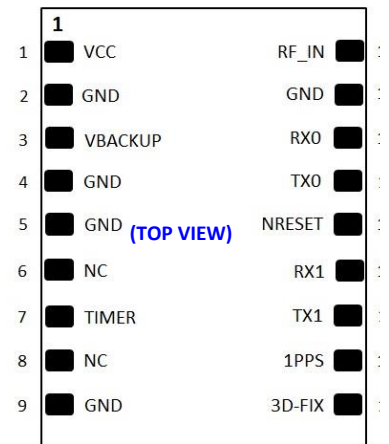 1
1 VCC RF_IN
2 GND GND
3 VBACKUP RX0
4 GND TX0
5 GND (TOP VIEW) NRESET
6 NC RX1
7 TIMER TX1
8 NC 1PPS
9 GND 3D-FIX